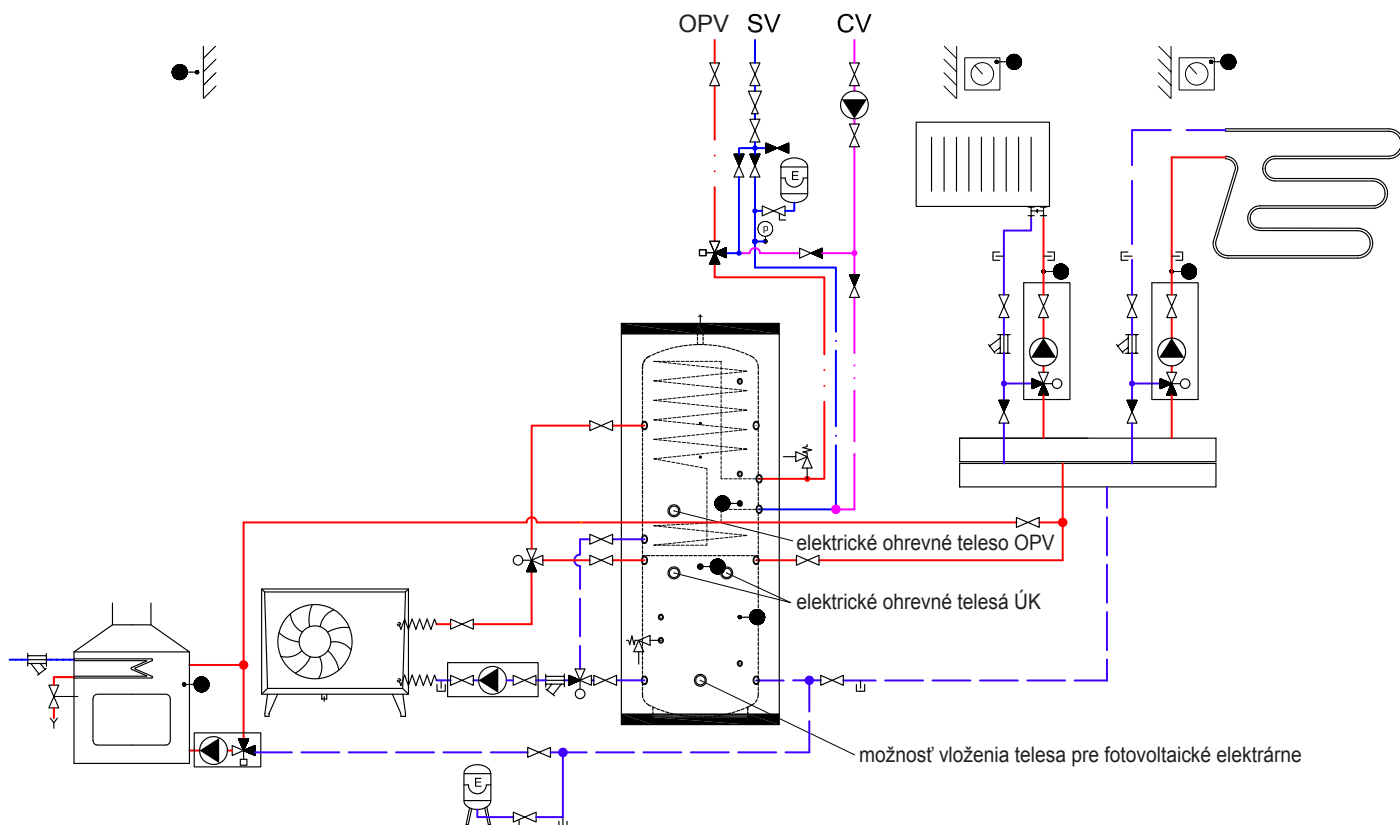 OPV SV CV
E
p
elektrické ohrevné teleso OPV
elektrické ohrevné telesá ÚK
možnosť vloženia telesa pre fotovoltaické elektrárne
E